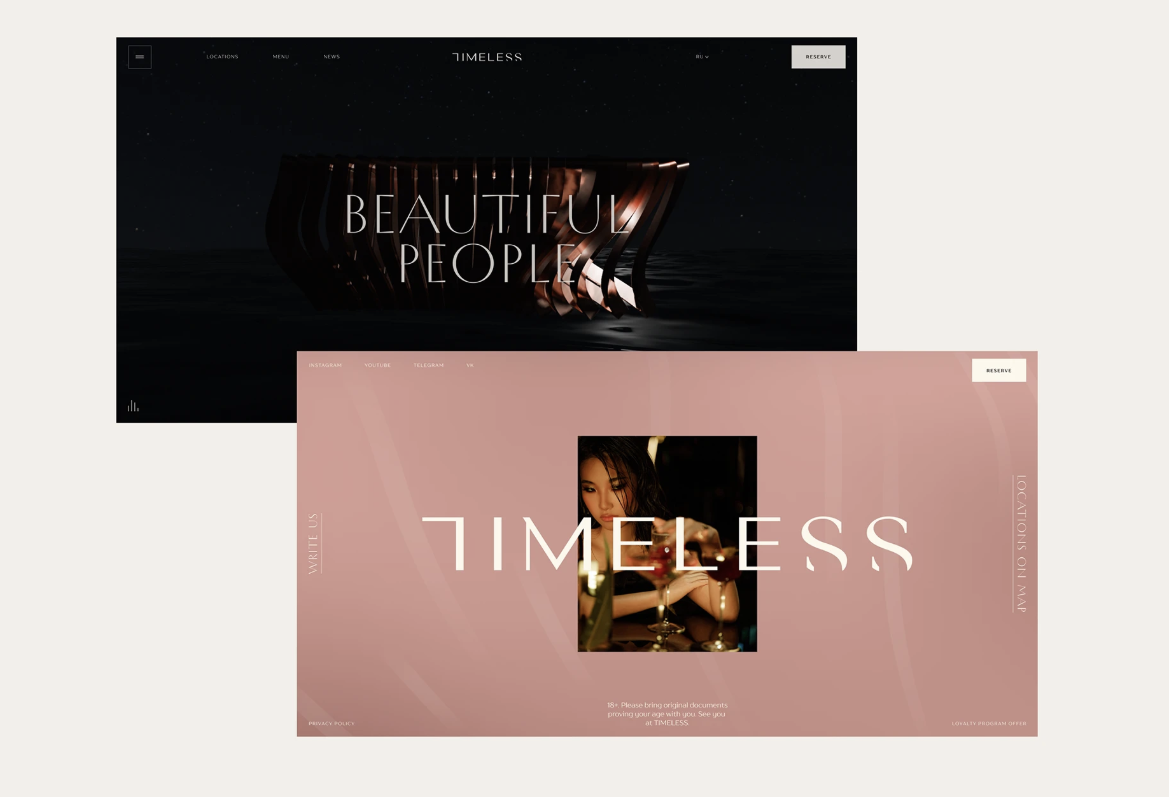 LOCATIONS
MENU
NEWS
TIMELESS
RU
RESERVE
BEAUTIFUL
PEOPLE
INSTAGRAM
YOUTUBE
TELEGRAM
VK
RESERVE
WRITE US
TIMELESS
LOCATIONS ON MAP
18+. Please bring original documents
proving your age with you. See you
at TIMELESS.
PRIVACY POLICY
LOYALTY PROGRAM OFFER